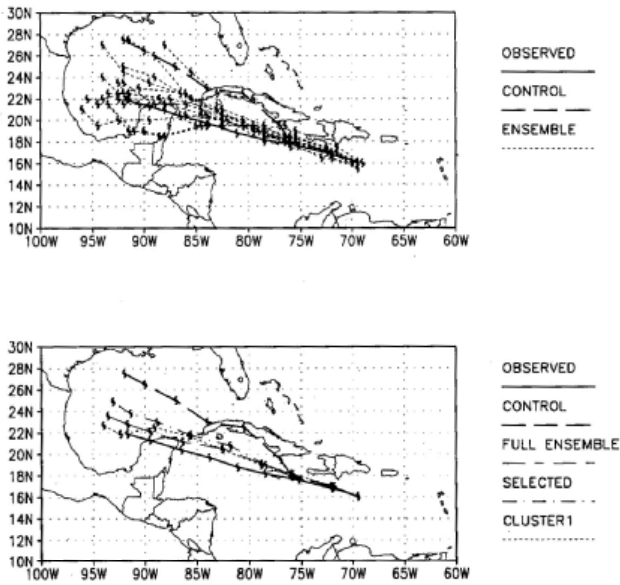 30N
28N
26N
24N
22N
20N
18N
16N
14N
12N
10N
100W 95W 90W 85W 80W 75W 70W 65W 60W
OBSERVED
CONTROL
ENSEMBLE
30N
28N
26N
24N
22N
20N
18N
16N
14N
12N
10N
100W 95W 90W 85W 80W 75W 70W 65W 60W
OBSERVED
CONTROL
FULL ENSEMBLE
SELECTED
CLUSTER1